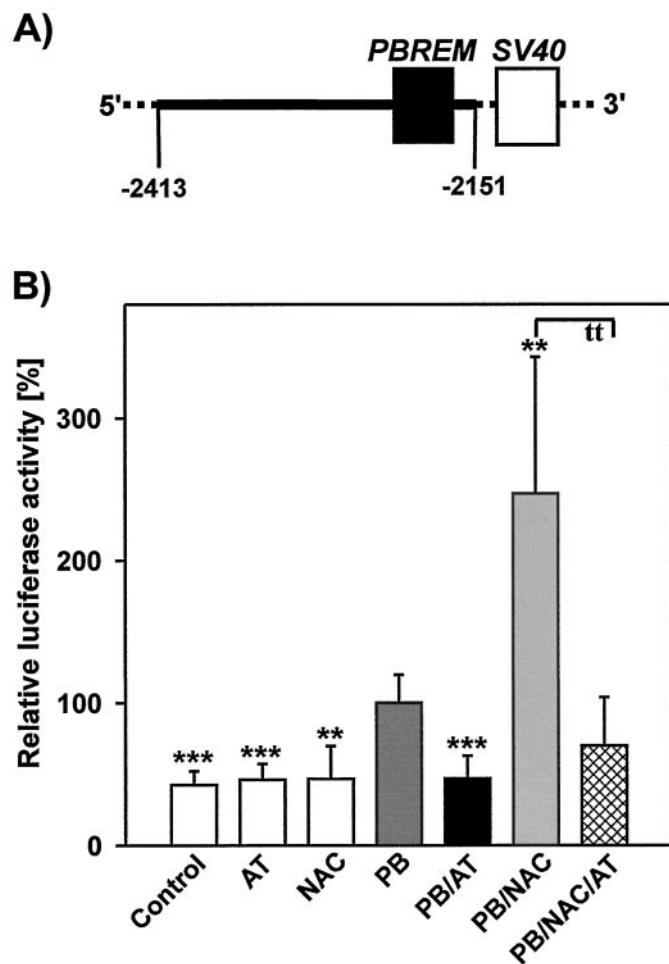 A)
PBREM SV40
5' 3'
-2413 -2151
B)
Relative luciferase activity [%]
300
200
100
0
** tt
*** *** ** ***
Control AT NAC PB PB/AT PB/NAC PB/NAC/AT